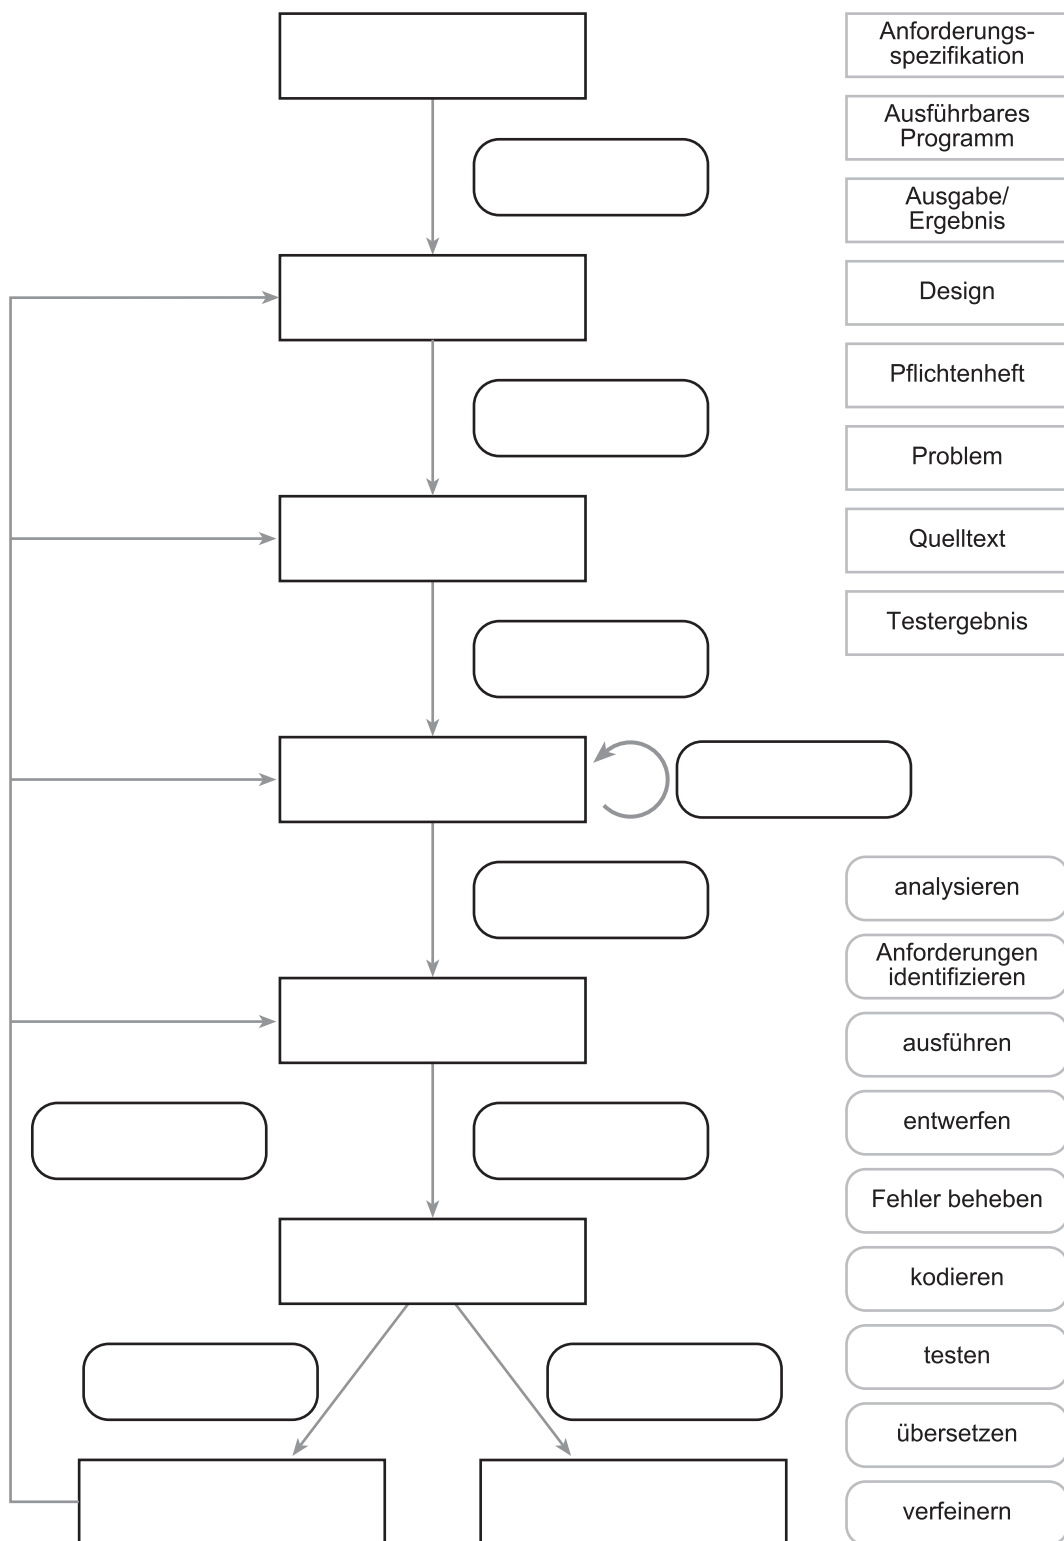 Anforderungs-
spezifikation
Ausführbares
Programm
Ausgabe/
Ergebnis
Design
Pflichtenheft
Problem
Quelltext
Testergebnis
analysieren
Anforderungen
identifizieren
ausführen
entwerfen
Fehler beheben
kodieren
testen
übersetzen
verfeinern